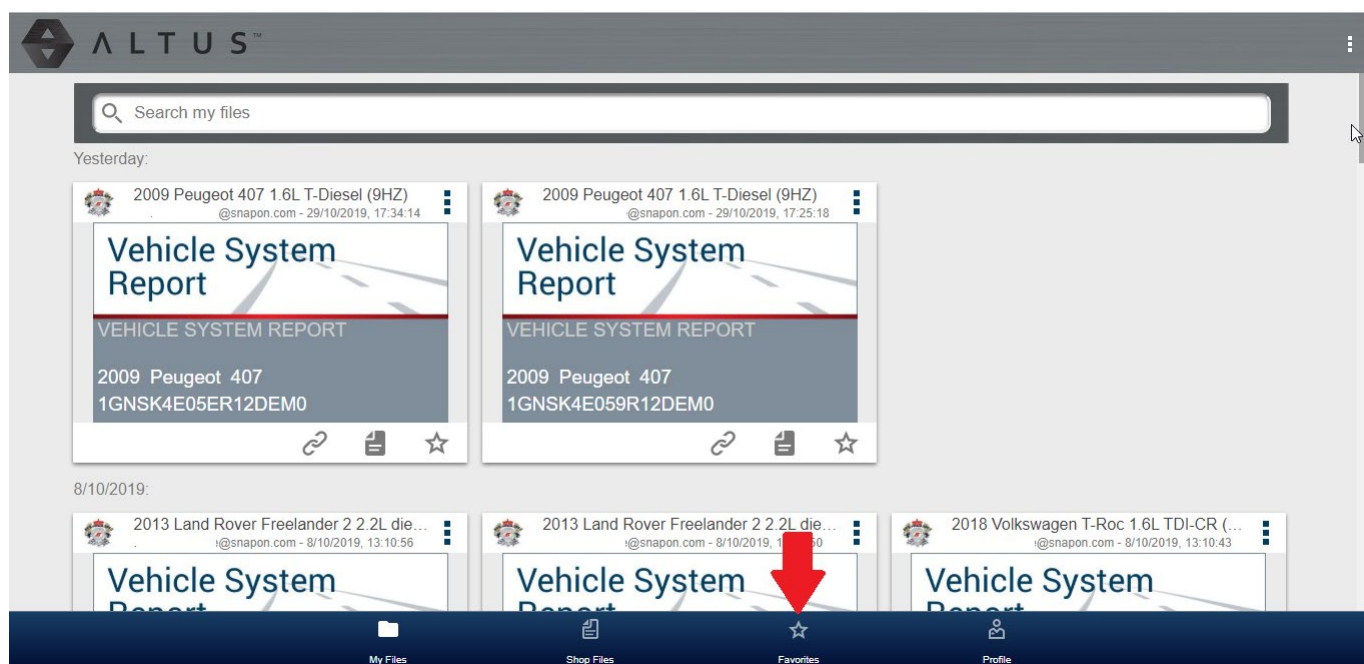 ALTUS™
Search my files
Yesterday:
2009 Peugeot 407 1.6L T-Diesel (9HZ)
@snapon.com - 29/10/2019, 17:34:14
Vehicle System
Report
VEHICLE SYSTEM REPORT
2009 Peugeot 407
1GNSK4E05ER12DEM0
2009 Peugeot 407 1.6L T-Diesel (9HZ)
@snapon.com - 29/10/2019, 17:25:18
Vehicle System
Report
VEHICLE SYSTEM REPORT
2009 Peugeot 407
1GNSK4E059R12DEM0
8/10/2019:
2013 Land Rover Freelander 2 2.2L die...
@snapon.com - 8/10/2019, 13:10:56
Vehicle System
Report
2013 Land Rover Freelander 2 2.2L die...
@snapon.com - 8/10/2019,
Vehicle System
Report
2018 Volkswagen T-Roc 1.6L TDI-CR (...
@snapon.com - 8/10/2019, 13:10:43
Vehicle System
Report
My Files
Shop Files
Favorites
Profile